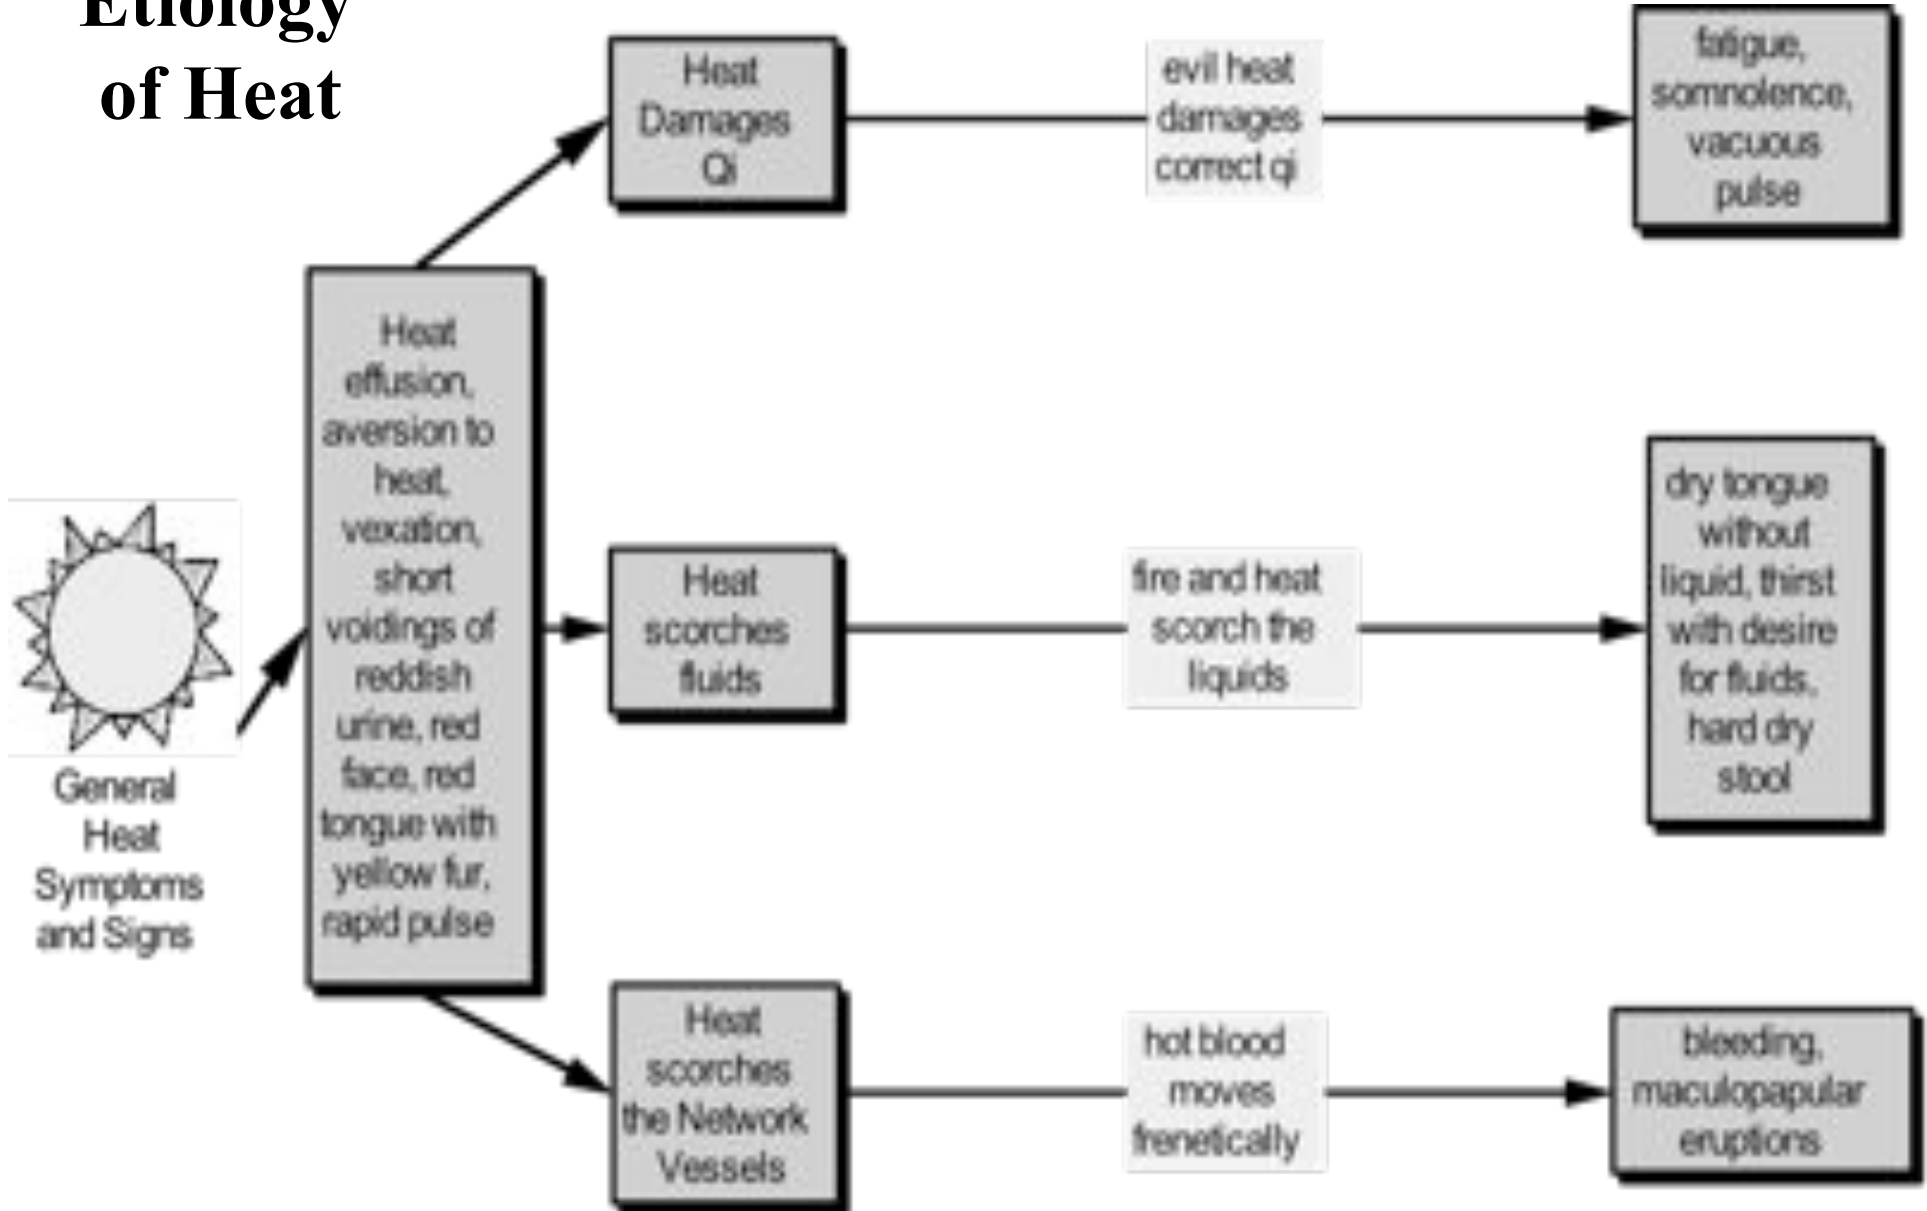 Etiology
of Heat
General
Heat
Symptoms
and Signs
Heat
effusion,
aversion to
heat,
vexation,
short
voidings of
reddish
urine, red
face, red
tongue with
yellow fur,
rapid pulse
Heat
Damages
Qi
evil heat
damages
correct qi
fatigue,
somnolence,
vacuous
pulse
Heat
scorches
fluids
fire and heat
scorch the
liquids
dry tongue
without
liquid, thirst
with desire
for fluids,
hard dry
stool
Heat
scorches
the Network
Vessels
hot blood
moves
frenetically
bleeding,
maculopapular
eruptions